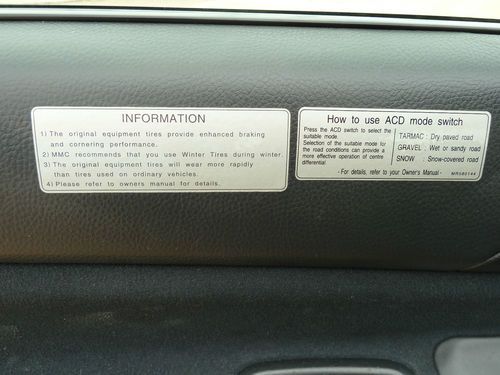 INFORMATION
1) The original equipment tires provide enhanced braking
and cornering performance.
2) MMC recommends that you use Winter Tires during winter.
3) The original equipment tires will wear more rapidly
than tires used on ordinary vehicles.
4) Please refer to owners manual for details.
How to use ACD mode switch
Press the ACD switch to select the
suitable mode.
Selection of the suitable mode for
the road conditions can provide a
more effective operation of centre
differential.
TARMAC : Dry paved road
GRAVEL : Wet or sandy road
SNOW : Snow-covered road
- For details, refer to your Owner's Manual -
MR580144